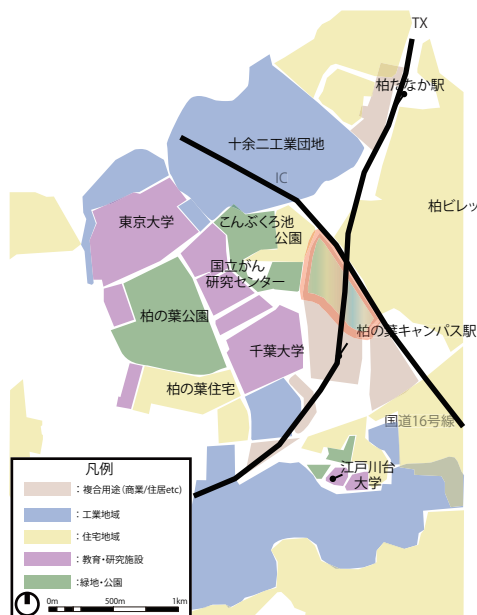 TX
柏たなか駅
十余二工業団地
IC
柏ビレッ
東京大学
こんぶくろ池
公園
国立がん
研究センター
柏の葉公園
柏の葉キャンパス駅
千葉大学
柏の葉住宅
国道16号線
江戸川台
大学
凡例
：複合用途（商業/住居etc）
：工業地域
：住宅地域
：教育・研究施設
：緑地・公園
0m 500m 1km